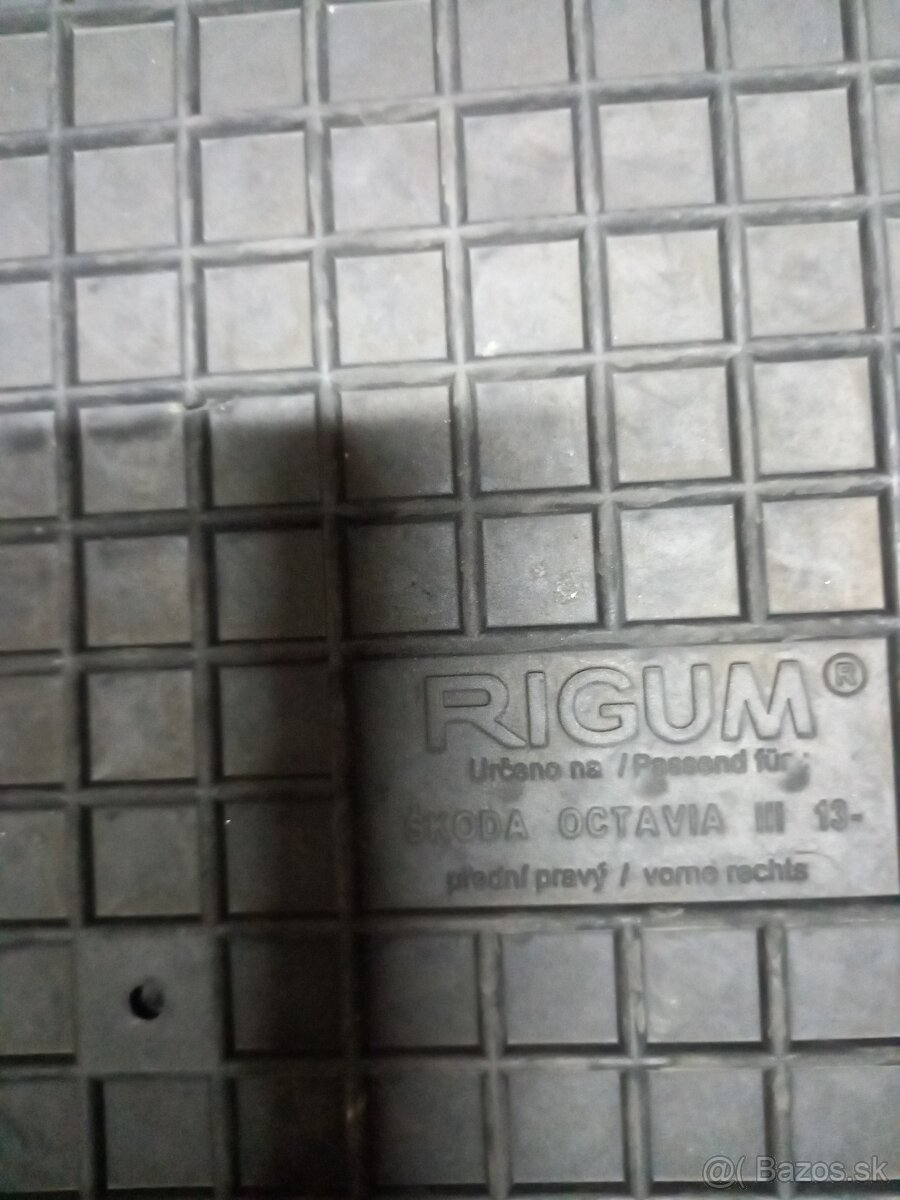 RIGUM®
Určeno na / Passend für:
ŠKODA OCTAVIA III 13-
přední pravý / vorne rechts
@( Bazos.sk